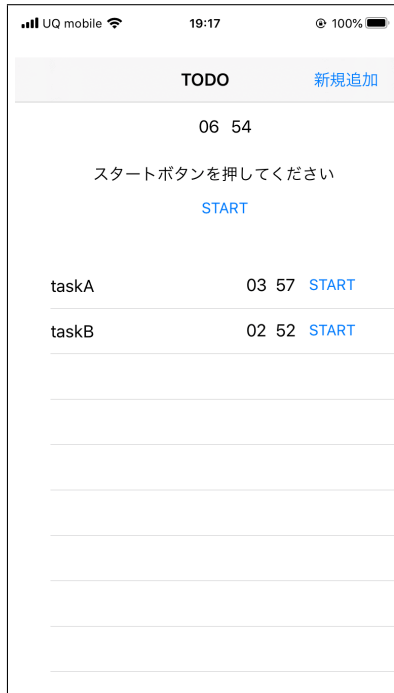 UQ mobile 19:17 100%
TODO 新規追加
06 54
スタートボタンを押してください
START
taskA 03 57 START
taskB 02 52 START